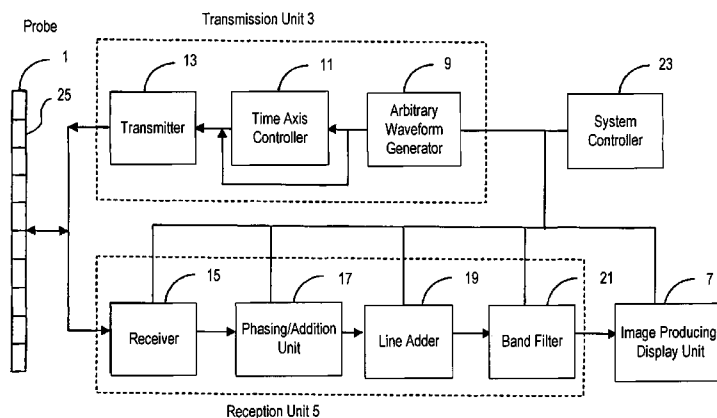 Transmission Unit 3
Probe
1
25
13
11
9
23
Transmitter
Time Axis
Controller
Arbitrary
Waveform
Generator
System
Controller
15
17
19
21
7
Receiver
Phasing/Addition
Unit
Line Adder
Band Filter
Image Producing
Display Unit
Reception Unit 5